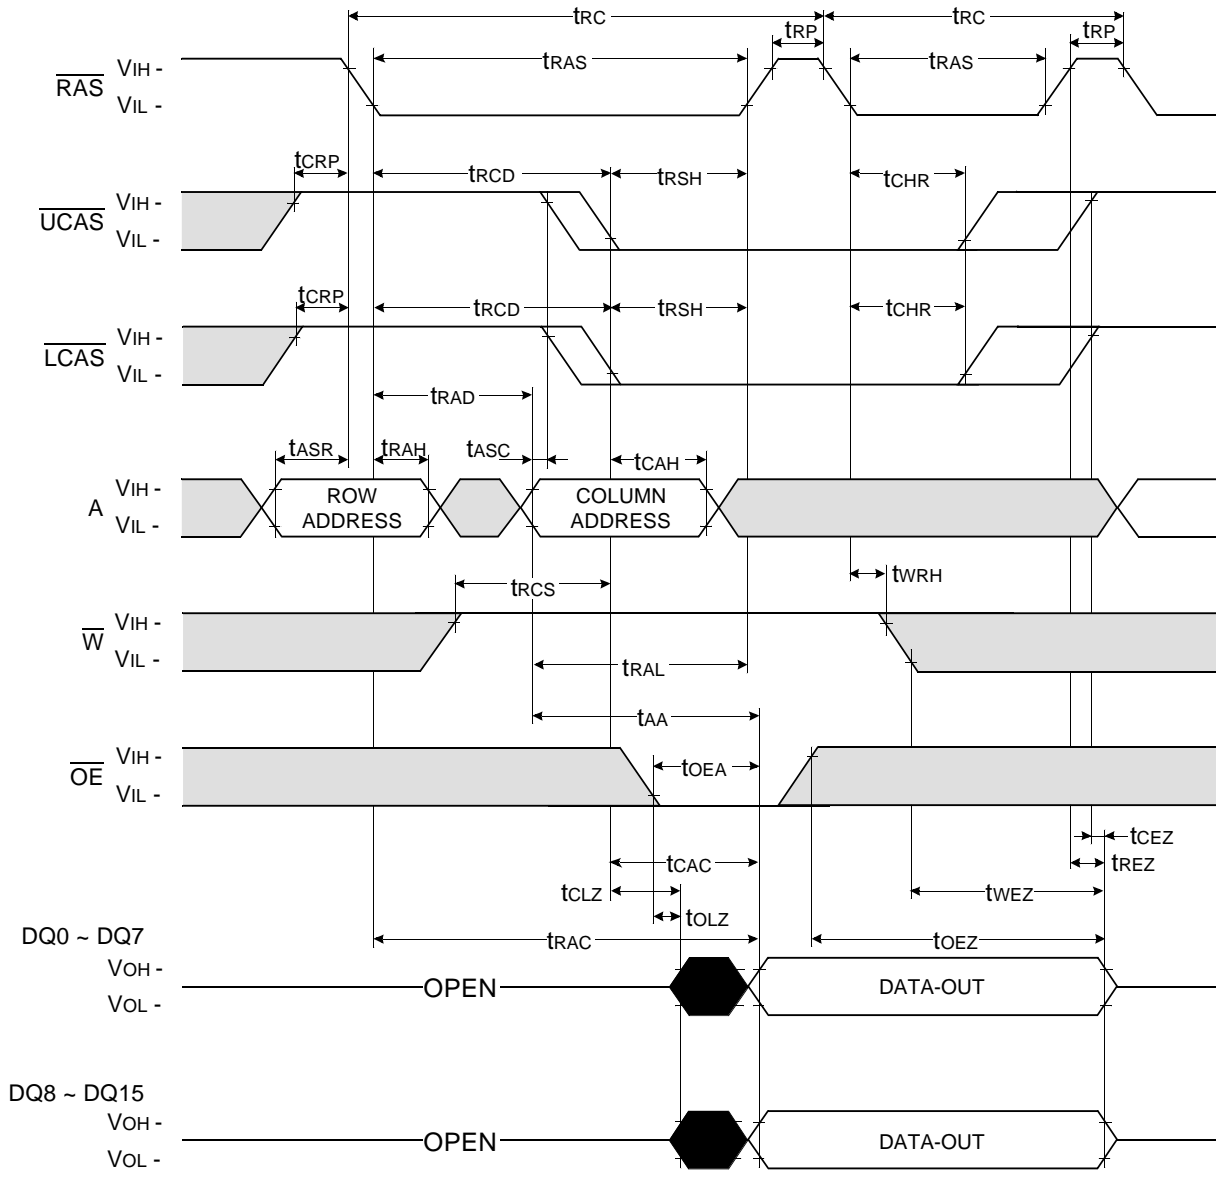 tRC tRC
tRP tRP
tRAS tRAS
RAS VIH -
VIL -
tCRP tRCD tRSH tCHR
UCAS VIH -
VIL -
tCRP tRCD tRSH tCHR
LCAS VIH -
VIL -
tRAD
tASR tRAH tASC tCAH
A VIH -
VIL -
ROW
ADDRESS
COLUMN
ADDRESS
tRCS tWRH
W VIH -
VIL -
tRAL
tAA
OE VIH -
VIL -
tOEA
tCEZ
tCAC tREZ
tCLZ tWEZ
tOLZ
DQ0 ~ DQ7 tRAC tOEZ
VOH -
VOL -
OPEN DATA-OUT
DQ8 ~ DQ15
VOH -
VOL -
OPEN DATA-OUT